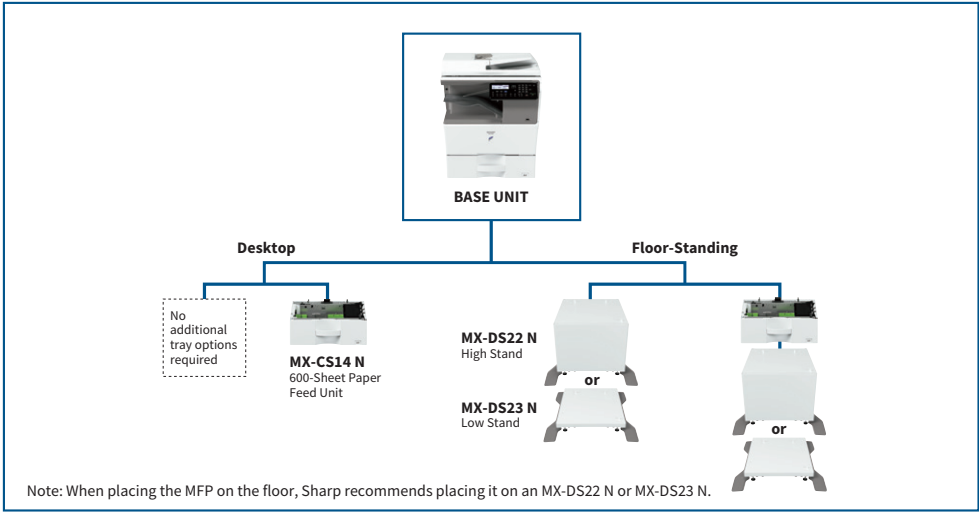 BASE UNIT
Desktop
Floor-Standing
No
additional
tray options
required
MX-CS14 N
600-Sheet Paper
Feed Unit
MX-DS22 N
High Stand
or
MX-DS23 N
Low Stand
or
Note: When placing the MFP on the floor, Sharp recommends placing it on an MX-DS22 N or MX-DS23 N.